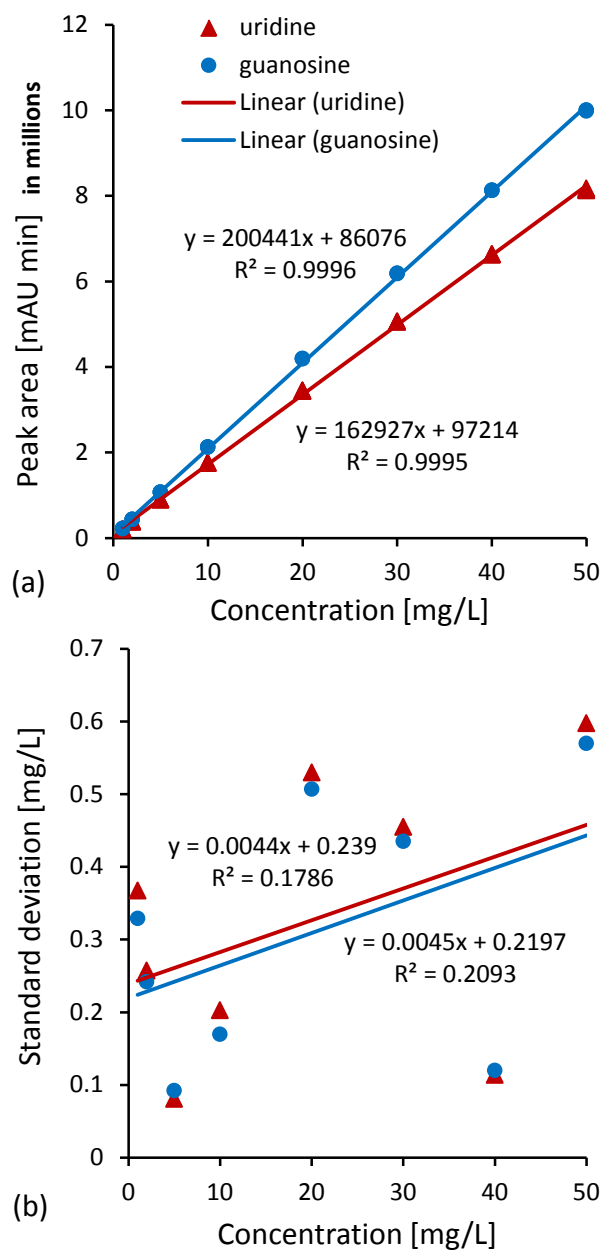 12
10
8
6
4
2
0
Peak area [mAU min] in millions
uridine
guanosine
Linear (uridine)
Linear (guanosine)
y = 200441x + 86076
R² = 0.9996
y = 162927x + 97214
R² = 0.9995
0 10 20 30 40 50
Concentration [mg/L]
(a)
0.7
0.6
0.5
0.4
0.3
0.2
0.1
0
Standard deviation [mg/L]
y = 0.0044x + 0.239
R² = 0.1786
y = 0.0045x + 0.2197
R² = 0.2093
0 10 20 30 40 50
Concentration [mg/L]
(b)